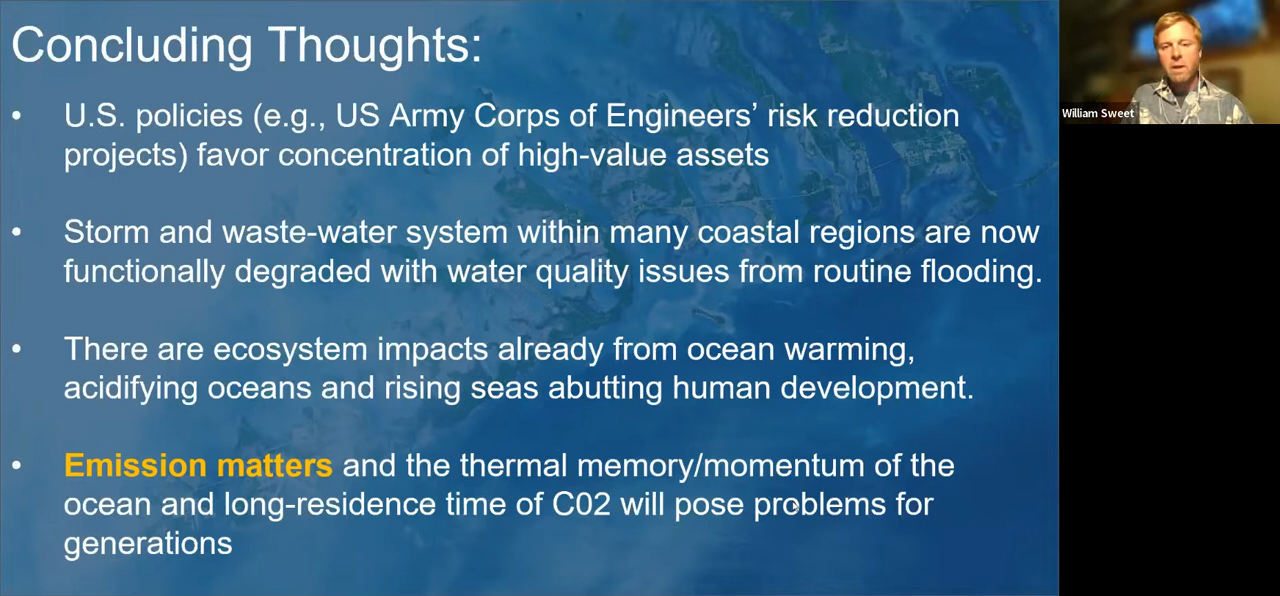 Concluding Thoughts:
• U.S. policies (e.g., US Army Corps of Engineers’ risk reduction
projects) favor concentration of high-value assets
• Storm and waste-water system within many coastal regions are now
functionally degraded with water quality issues from routine flooding.
• There are ecosystem impacts already from ocean warming,
acidifying oceans and rising seas abutting human development.
• Emission matters and the thermal memory/momentum of the
ocean and long-residence time of C02 will pose problems for
generations
William Sweet